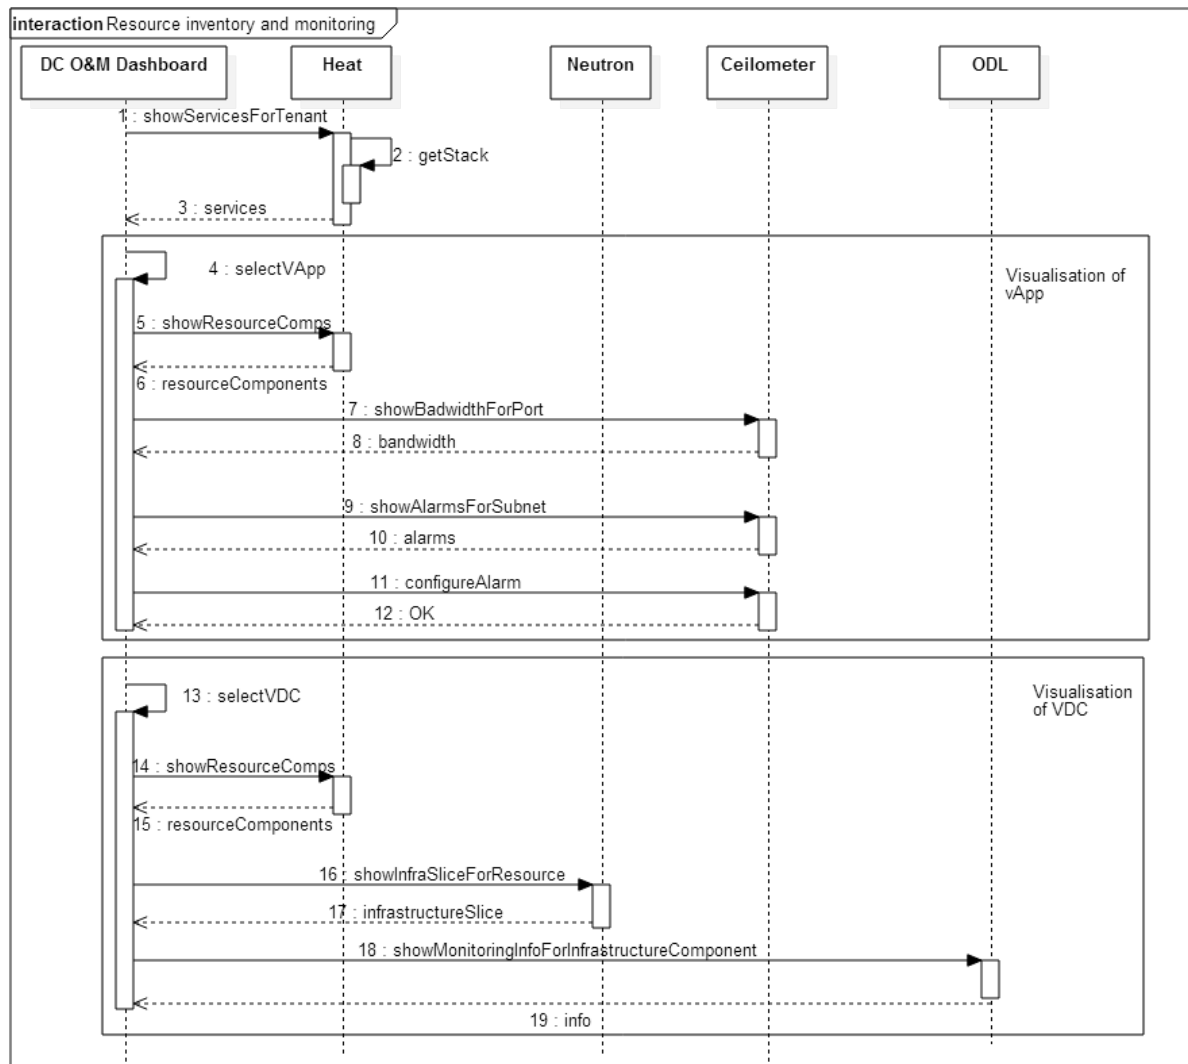 interaction Resource inventory and monitoring
DC O&M Dashboard
Heat
Neutron
Ceilometer
ODL
1 : showServicesForTenant
2 : getStack
3 : services
Visualisation of
vApp
4 : selectVApp
5 : showResourceComps
6 : resourceComponents
7 : showBadwidthForPort
8 : bandwidth
9 : showAlarmsForSubnet
10 : alarms
11 : configureAlarm
12 : OK
Visualisation
of VDC
13 : selectVDC
14 : showResourceComps
15 : resourceComponents
16 : showInfraSliceForResource
17 : infrastructureSlice
18 : showMonitoringInfoForInfrastructureComponent
19 : info